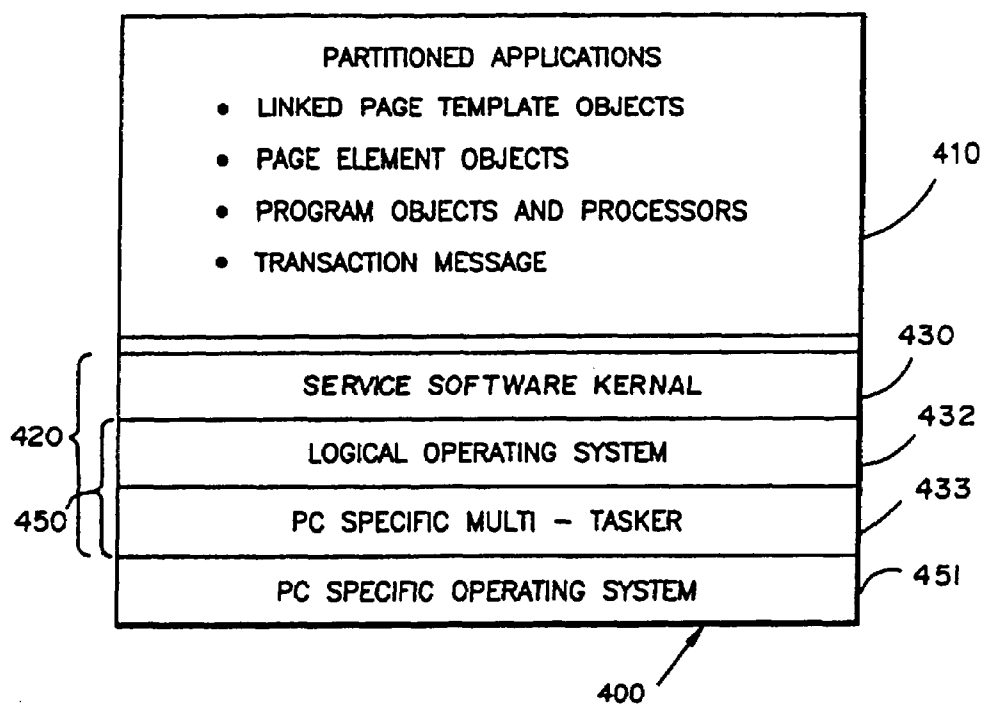 PARTITIONED APPLICATIONS
• LINKED PAGE TEMPLATE OBJECTS
• PAGE ELEMENT OBJECTS
• PROGRAM OBJECTS AND PROCESSORS
• TRANSACTION MESSAGE
410
430
SERVICE SOFTWARE KERNAL
420
432
LOGICAL OPERATING SYSTEM
450
433
PC SPECIFIC MULTI – TASKER
451
PC SPECIFIC OPERATING SYSTEM
400